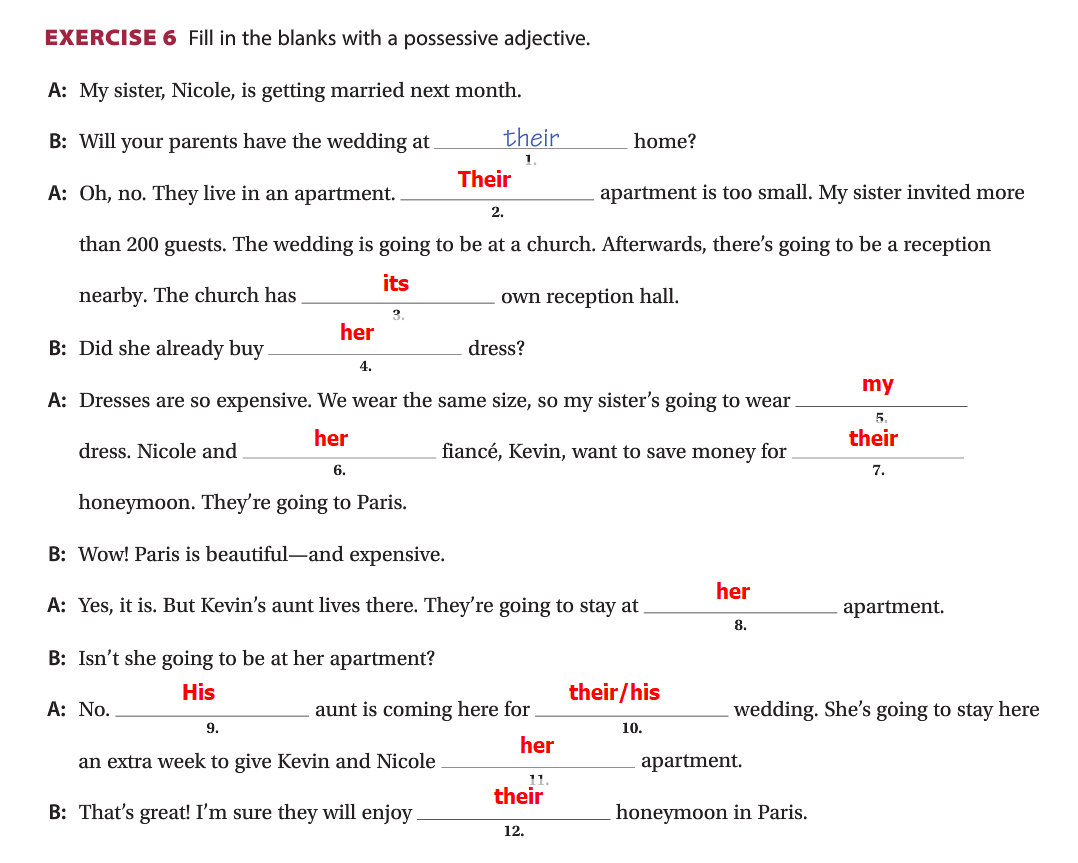 EXERCISE 6 Fill in the blanks with a possessive adjective.
A: My sister, Nicole, is getting married next month.
B: Will your parents have the wedding at their home?
1.
A: Oh, no. They live in an apartment. Their apartment is too small. My sister invited more
2.
than 200 guests. The wedding is going to be at a church. Afterwards, there's going to be a reception
nearby. The church has its own reception hall.
3.
B: Did she already buy her dress?
4.
A: Dresses are so expensive. We wear the same size, so my sister's going to wear my
5.
dress. Nicole and her fiancé, Kevin, want to save money for their
6. 7.
honeymoon. They're going to Paris.
B: Wow! Paris is beautiful—and expensive.
A: Yes, it is. But Kevin's aunt lives there. They're going to stay at her apartment.
8.
B: Isn't she going to be at her apartment?
A: No. His aunt is coming here for their/his wedding. She's going to stay here
9. 10.
an extra week to give Kevin and Nicole her apartment.
11.
B: That's great! I'm sure they will enjoy their honeymoon in Paris.
12.